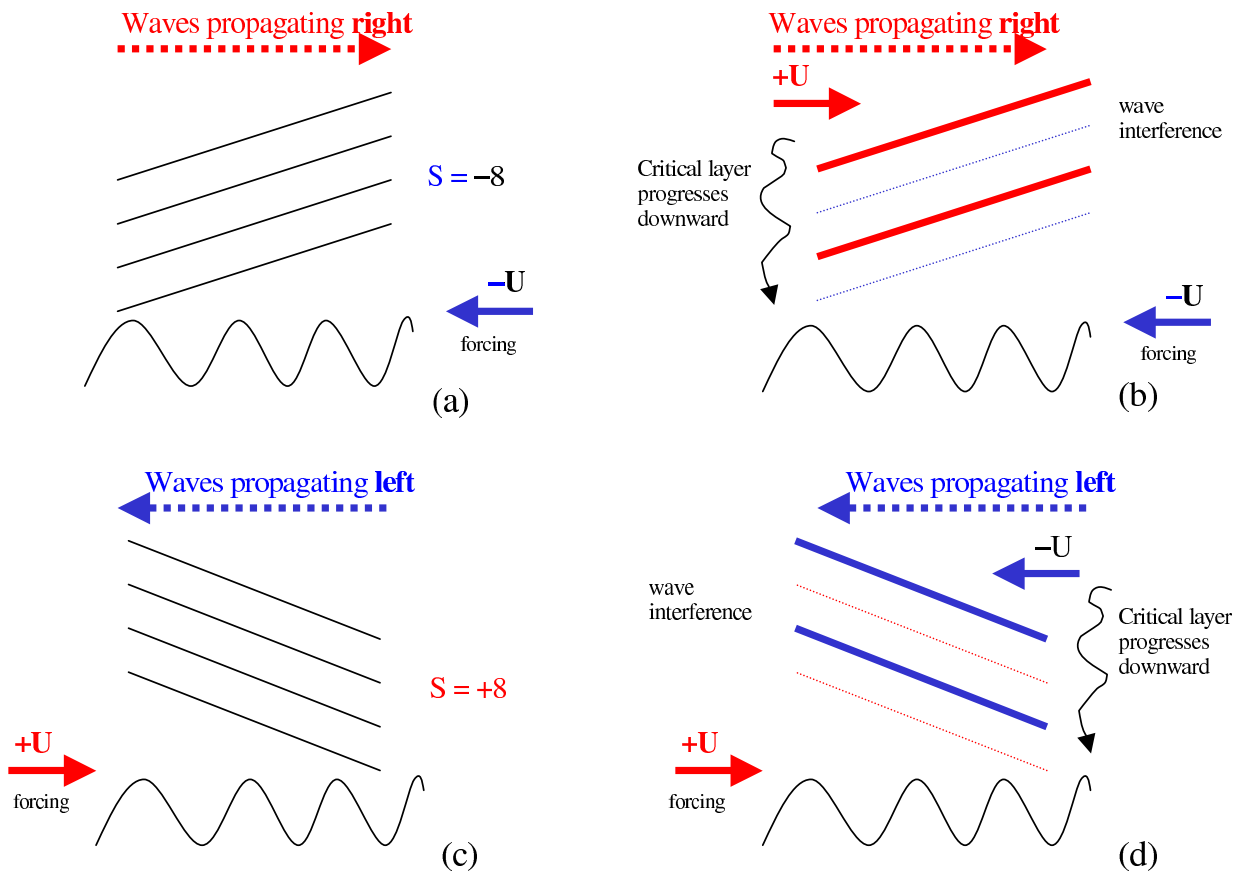 Waves propagating right
S = −8
−U
forcing
(a)
Waves propagating right
+U
wave
interference
Critical layer
progresses
downward
−U
forcing
(b)
Waves propagating left
S = +8
+U
forcing
(c)
Waves propagating left
−U
wave
interference
Critical layer
progresses
downward
+U
forcing
(d)